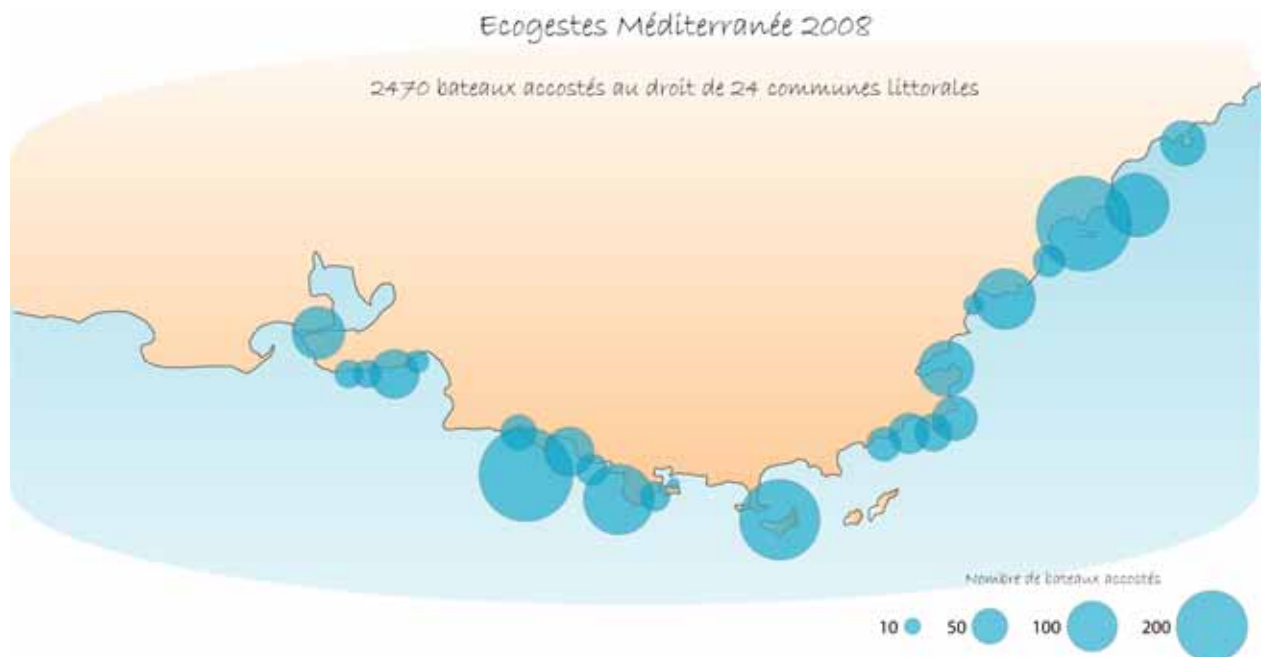 Ecogestes Méditerranée 2008
2470 bateaux accostés au droit de 24 communes littorales
Nombre de bateaux accostés
10 50 100 200